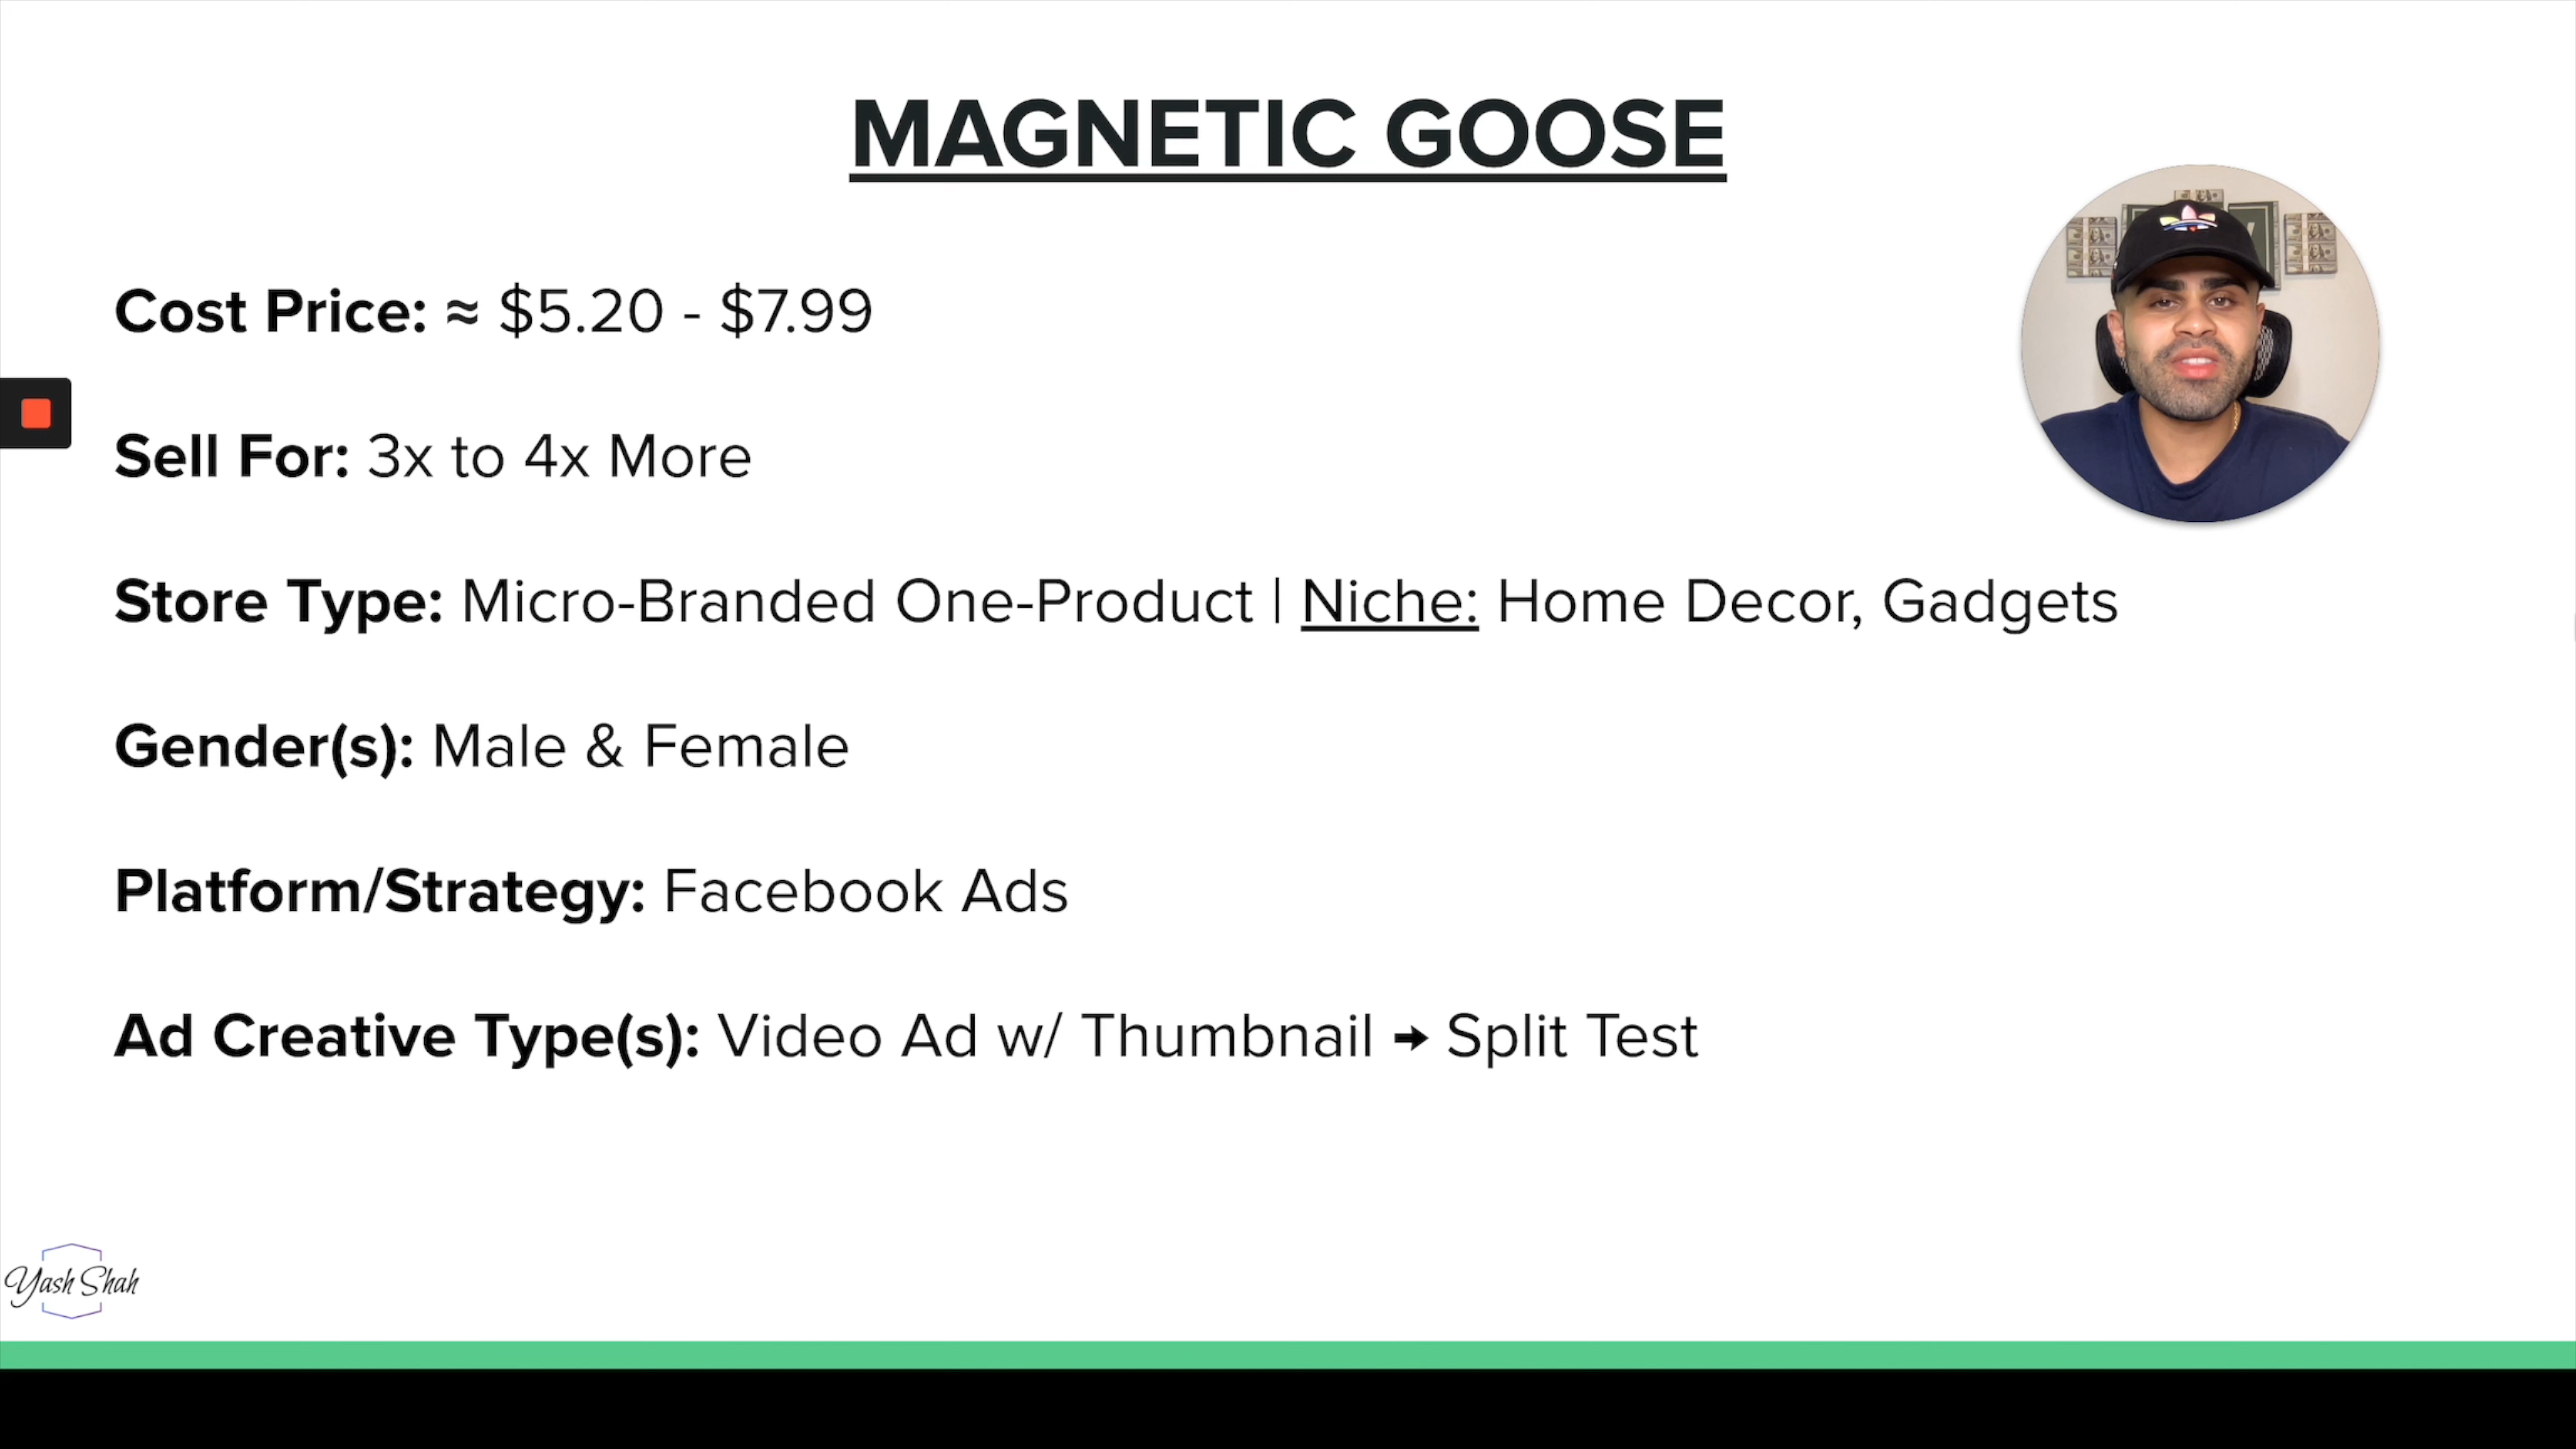 MAGNETIC GOOSE
Cost Price: ≈ $5.20 - $7.99
Sell For: 3x to 4x More
Store Type: Micro-Branded One-Product | Niche: Home Decor, Gadgets
Gender(s): Male & Female
Platform/Strategy: Facebook Ads
Ad Creative Type(s): Video Ad w/ Thumbnail → Split Test
Yash Shah